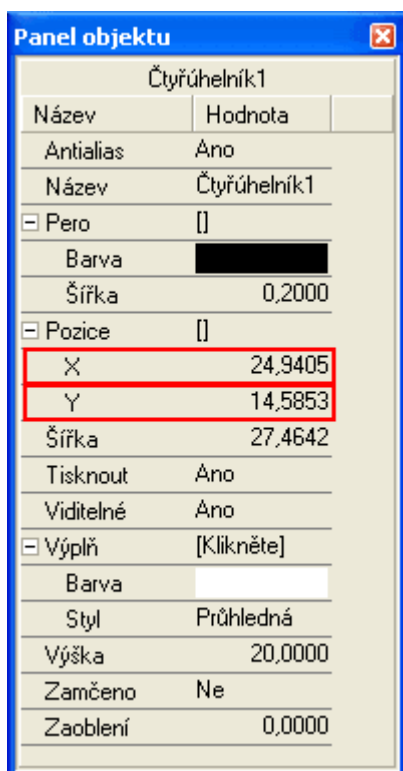 Panel objektu
Čtyřúhelník1
Název Hodnota
Antialias Ano
Název Čtyřúhelník1
Pero []
Barva
Šířka 0,2000
Pozice []
X 24,9405
Y 14,5853
Šířka 27,4642
Tisknout Ano
Viditelné Ano
Výplň [Klikněte]
Barva
Styl Průhledná
Výška 20,0000
Zamčeno Ne
Zaoblení 0,0000